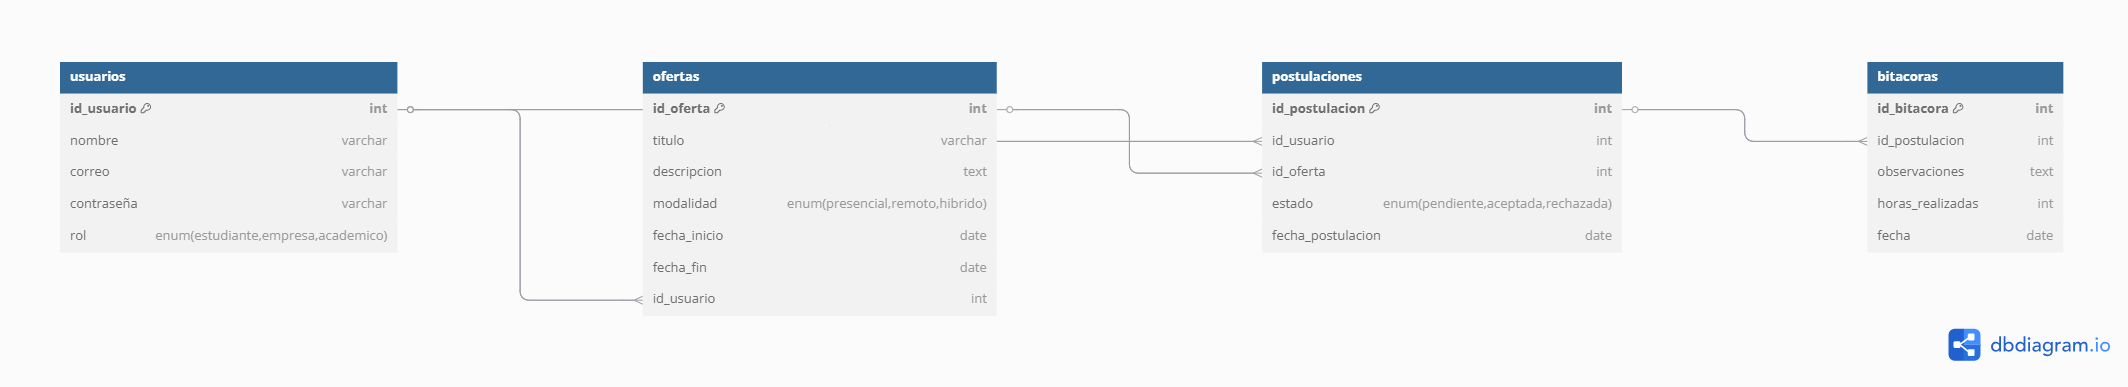 usuarios
id_usuario int
nombre varchar
correo varchar
contraseña varchar
rol enum(estudiante,empresa,academico)
ofertas
id_oferta int
titulo varchar
descripcion text
modalidad enum(presencial,remoto,hibrido)
fecha_inicio date
fecha_fin date
id_usuario int
postulaciones
id_postulacion int
id_usuario int
id_oferta int
estado enum(pendiente,aceptada,rechazada)
fecha_postulacion date
bitacoras
id_bitacora int
id_postulacion int
observaciones text
horas_realizadas int
fecha date
dbdiagram.io